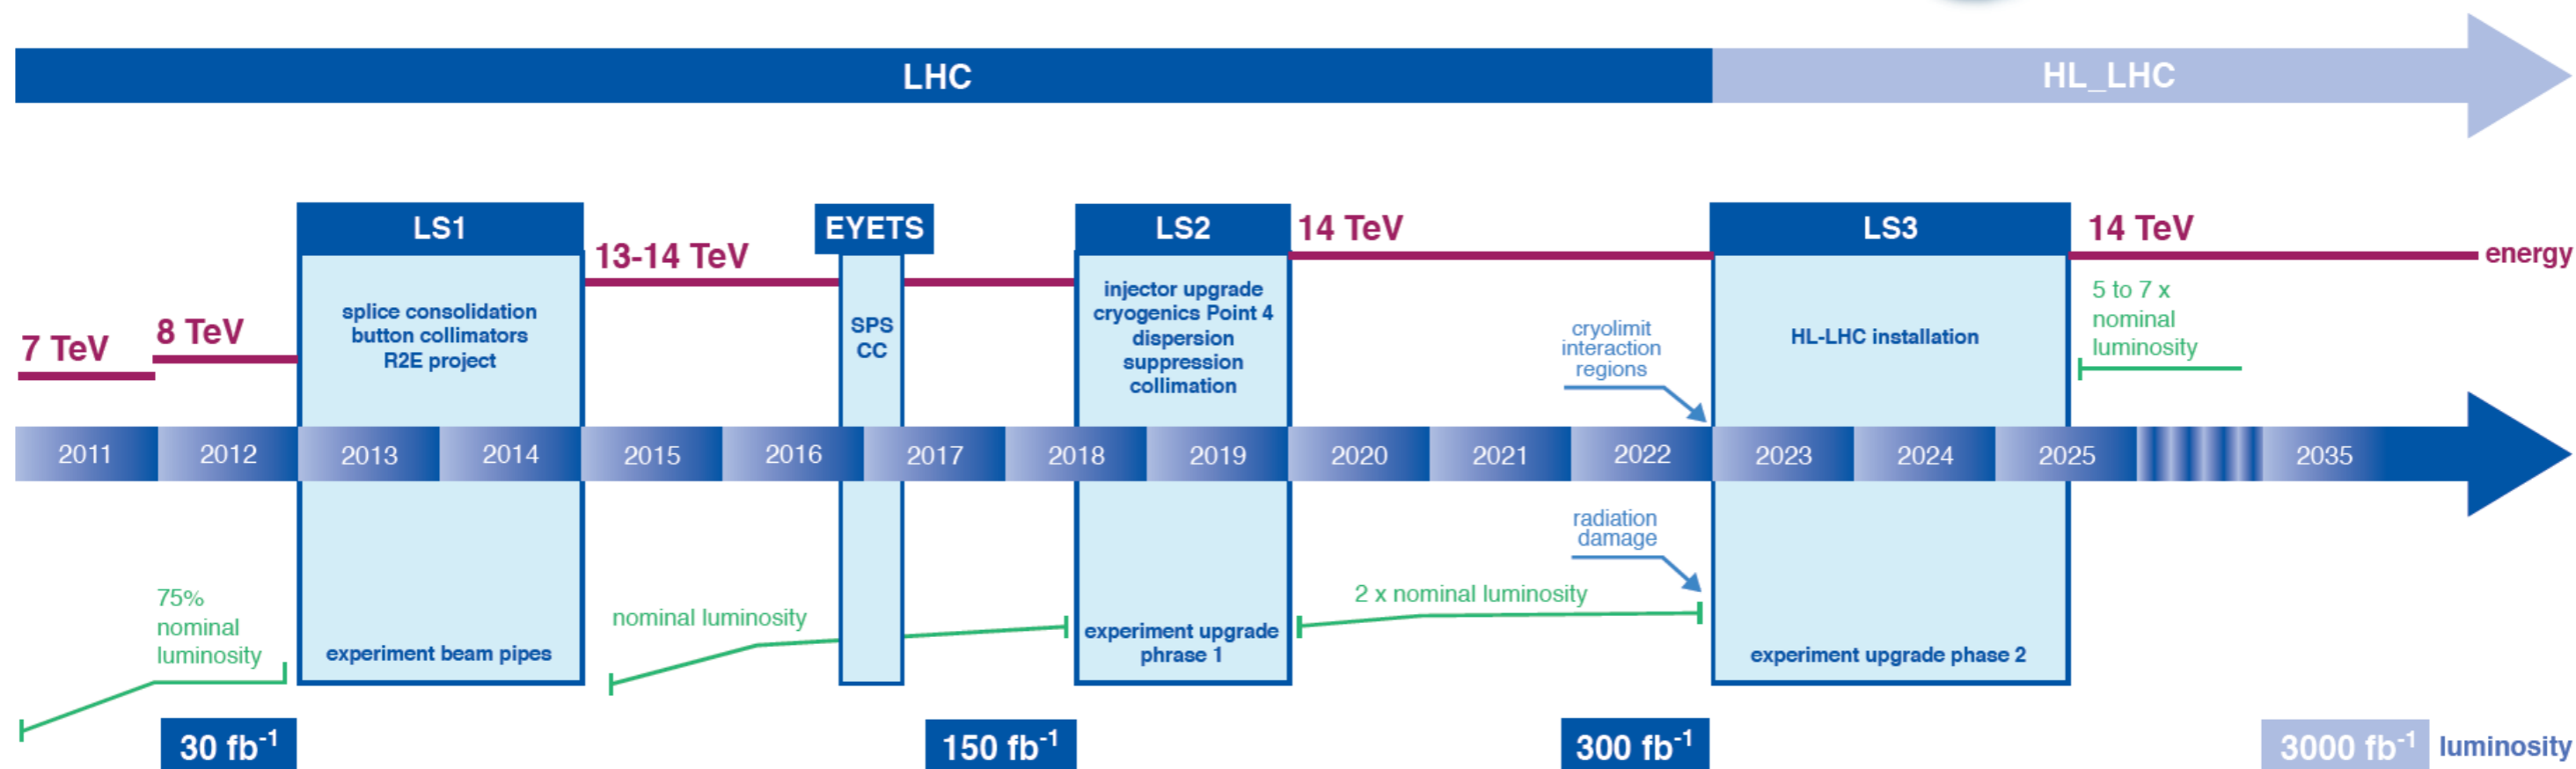 LHC
HL_LHC
LS1
EYETS
LS2
14 TeV
LS3
14 TeV
13-14 TeV
energy
7 TeV
8 TeV
splice consolidation
button collimators
R2E project
SPS
CC
injector upgrade
cryogenics Point 4
dispersion
suppression
collimation
cryolimit
interaction
regions
HL-LHC installation
5 to 7 x
nominal
luminosity
2011
2012
2013
2014
2015
2016
2017
2018
2019
2020
2021
2022
2023
2024
2025
2035
radiation
damage
75%
nominal
luminosity
experiment beam pipes
nominal luminosity
experiment upgrade
phrase 1
2 x nominal luminosity
experiment upgrade phase 2
30 fb⁻¹
150 fb⁻¹
300 fb⁻¹
3000 fb⁻¹
luminosity